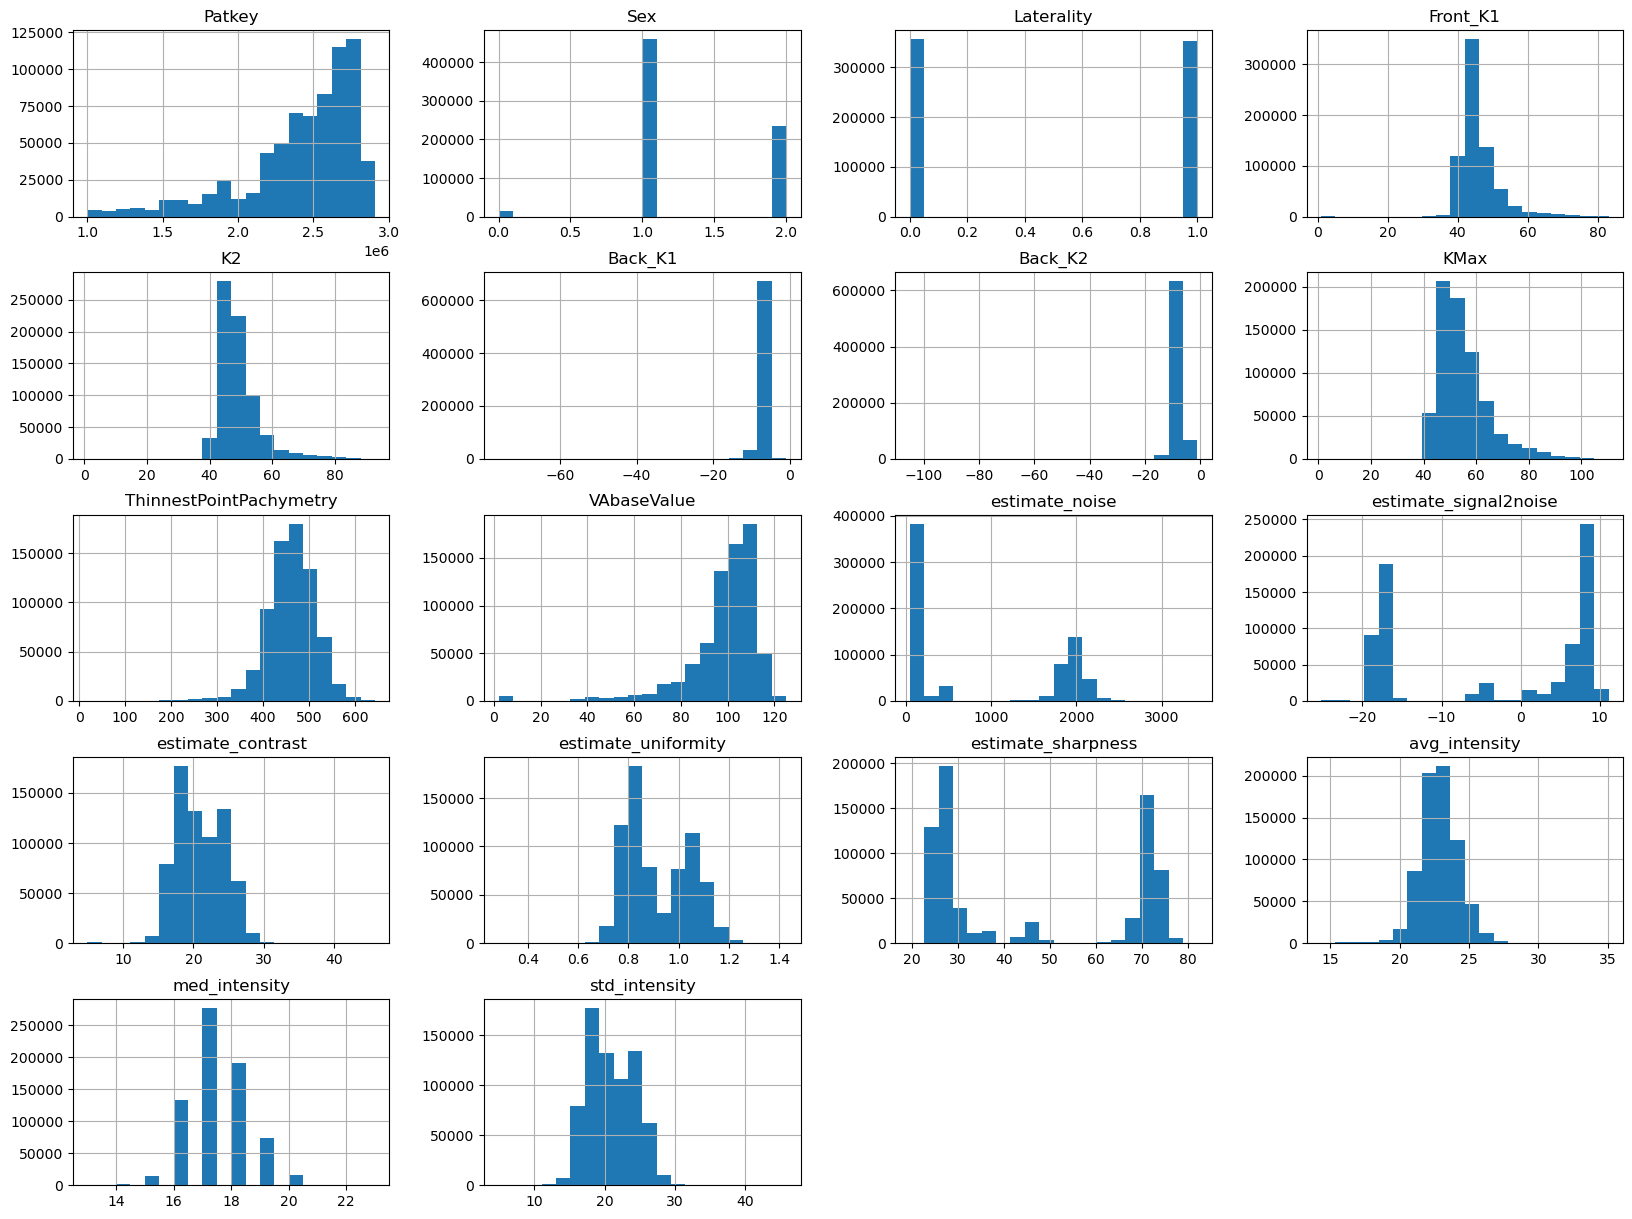 Patkey
Sex
Laterality
Front_K1
125000
100000
75000
50000
25000
0
1.0 1.5 2.0 2.5 3.0
1e6
400000
300000
200000
100000
0
0.0 0.5 1.0 1.5 2.0
300000
200000
100000
0
0.0 0.2 0.4 0.6 0.8 1.0
300000
200000
100000
0
0 20 40 60 80
K2
Back_K1
Back_K2
KMax
250000
200000
150000
100000
50000
0
0 20 40 60 80
600000
400000
200000
0
−60 −40 −20 0
600000
400000
200000
0
−100 −80 −60 −40 −20 0
200000
150000
100000
50000
0
0 20 40 60 80 100
ThinnestPointPachymetry
VAbaseValue
estimate_noise
estimate_signal2noise
150000
100000
50000
0
0 100 200 300 400 500 600
150000
100000
50000
0
0 20 40 60 80 100 120
400000
300000
200000
100000
0
0 1000 2000 3000
250000
200000
150000
100000
50000
0
−20 −10 0 10
estimate_contrast
estimate_uniformity
estimate_sharpness
avg_intensity
150000
100000
50000
0
10 20 30 40
150000
100000
50000
0
0.4 0.6 0.8 1.0 1.2 1.4
200000
150000
100000
50000
0
20 30 40 50 60 70 80
200000
150000
100000
50000
0
15 20 25 30 35
med_intensity
std_intensity
250000
200000
150000
100000
50000
0
14 16 18 20 22
150000
100000
50000
0
10 20 30 40